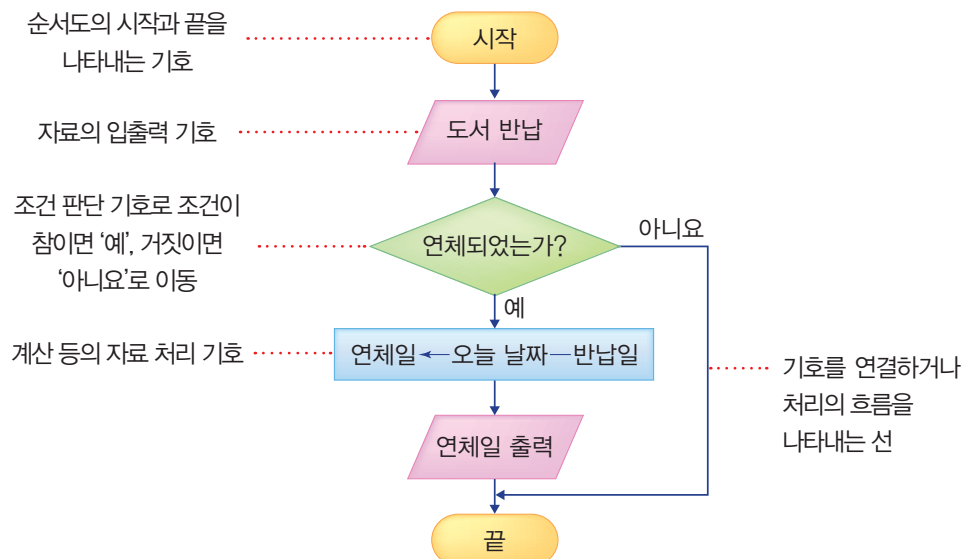 순서도의 시작과 끝을
나타내는 기호
시작
자료의 입출력 기호
도서 반납
조건 판단 기호로 조건이
참이면 ‘예’, 거짓이면
‘아니요’로 이동
연체되었는가?
아니요
예
계산 등의 자료 처리 기호
연체일←오늘 날짜―반납일
기호를 연결하거나
처리의 흐름을
나타내는 선
연체일 출력
끝